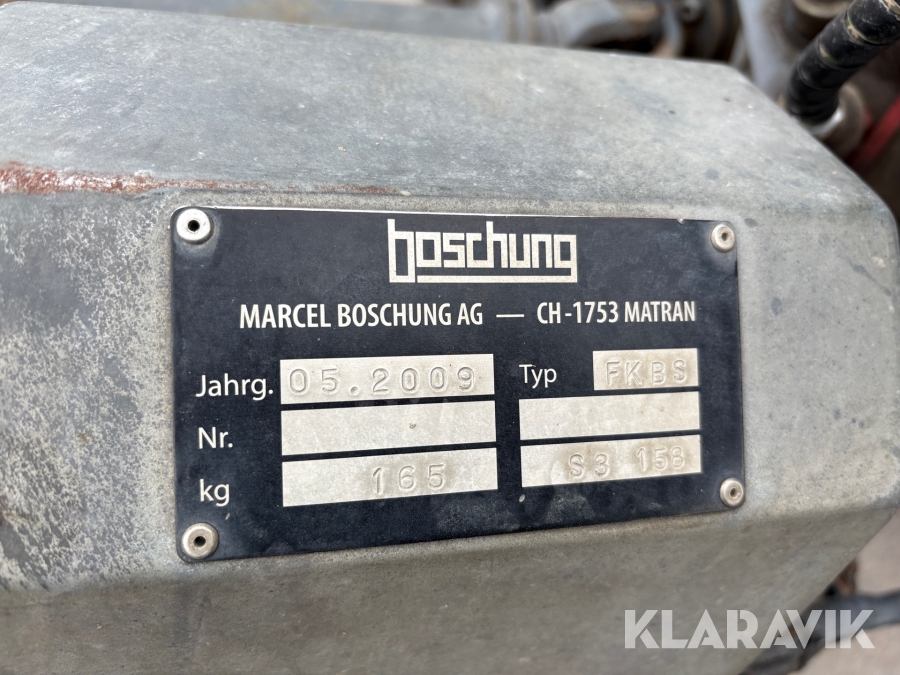 boschung
MARCEL BOSCHUNG AG — CH-1753 MATRAN
Jahrg. 05.2009 Typ FKBS
Nr.
kg 165 S3 158
KLARAVIK